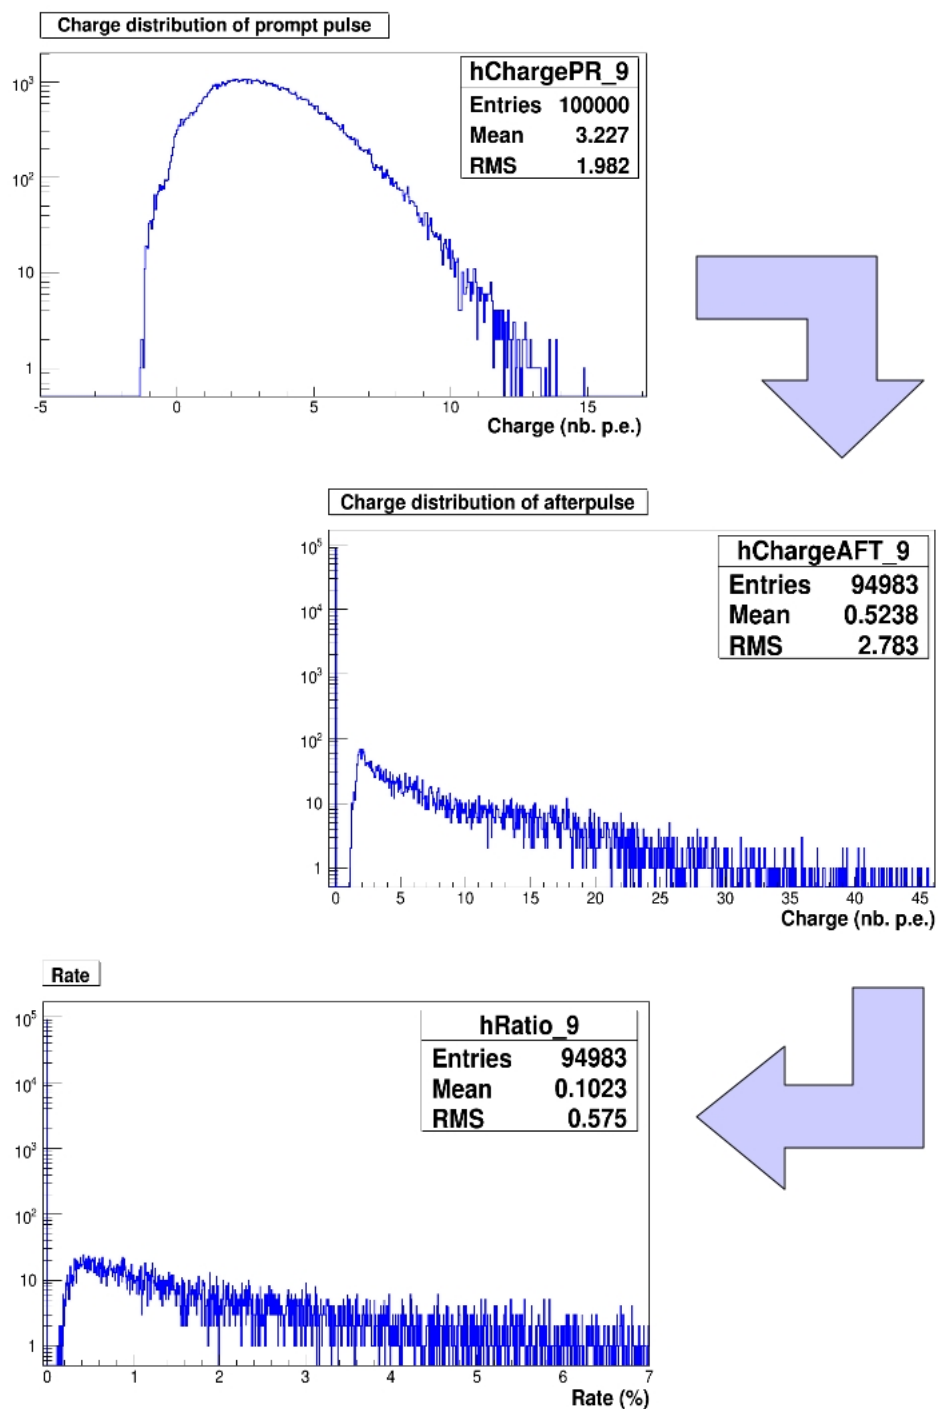 Charge distribution of prompt pulse
hChargePR_9
Entries 100000
Mean 3.227
RMS 1.982
10³
10²
10
1
-5 0 5 10 15
Charge (nb. p.e.)
Charge distribution of afterpulse
hChargeAFT_9
Entries 94983
Mean 0.5238
RMS 2.783
10⁵
10⁴
10³
10²
10
1
0 5 10 15 20 25 30 35 40 45
Charge (nb. p.e.)
Rate
hRatio_9
Entries 94983
Mean 0.1023
RMS 0.575
10⁵
10⁴
10³
10²
10
1
0 1 2 3 4 5 6 7
Rate (%)